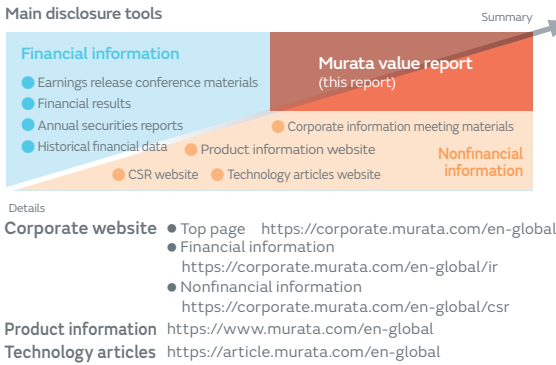 Main disclosure tools
Summary
Financial information
Earnings release conference materials
Financial results
Annual securities reports
Historical financial data
Murata value report
(this report)
Corporate information meeting materials
Product information website
CSR website
Technology articles website
Nonfinancial
information
Details
Corporate website
Top page https://corporate.murata.com/en-global
Financial information
https://corporate.murata.com/en-global/ir
Nonfinancial information
https://corporate.murata.com/en-global/csr
Product information https://www.murata.com/en-global
Technology articles https://article.murata.com/en-global